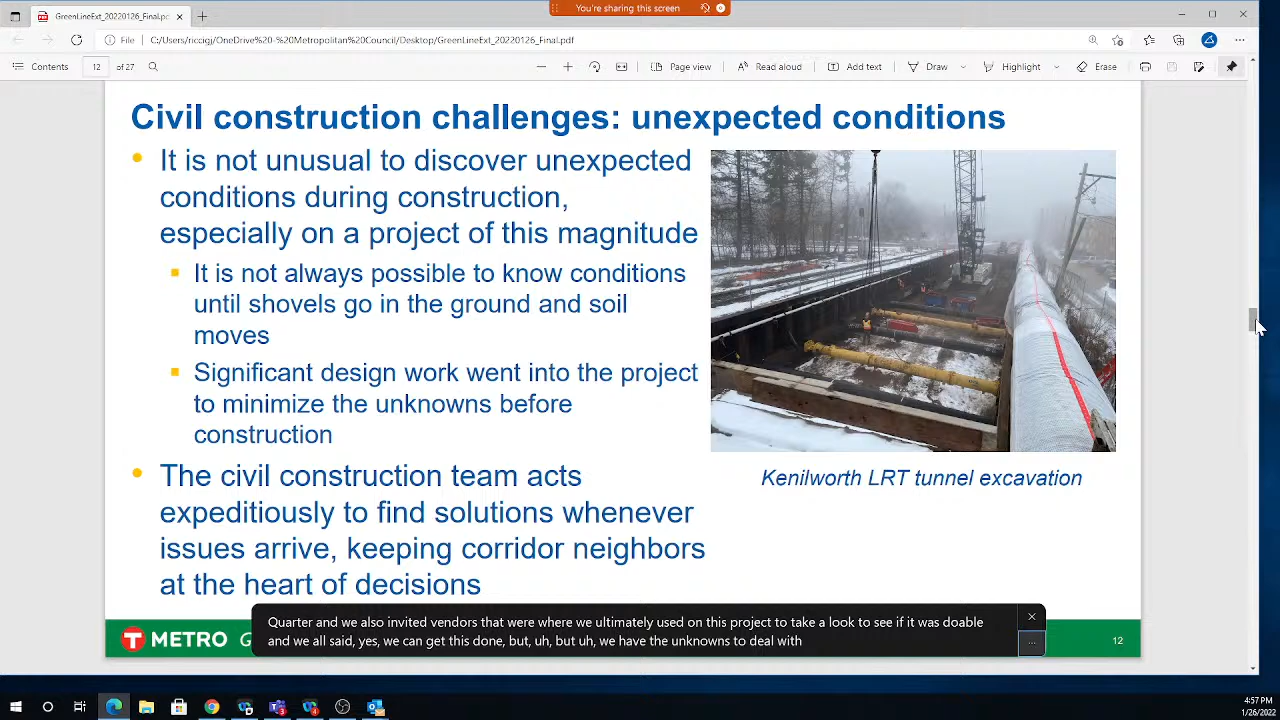 You're sharing this screen
GreenLineExt_20220126_Final.pc
File C:/Users/riccigj/OneDrive%20-%20Metropolitan%20Council/Desktop/GreenLineExt_20220126_Final.pdf
Contents 12 of 27 Page view Read aloud Add text Draw Highlight Erase
Civil construction challenges: unexpected conditions
It is not unusual to discover unexpected
conditions during construction,
especially on a project of this magnitude
It is not always possible to know conditions
until shovels go in the ground and soil
moves
Significant design work went into the project
to minimize the unknowns before
construction
The civil construction team acts
expeditiously to find solutions whenever
issues arrive, keeping corridor neighbors
at the heart of decisions
Kenilworth LRT tunnel excavation
Quarter and we also invited vendors that were where we ultimately used on this project to take a look to see if it was doable
and we all said, yes, we can get this done, but, uh, but uh, we have the unknowns to deal with
T METRO G
12
4:57 PM
1/26/2022